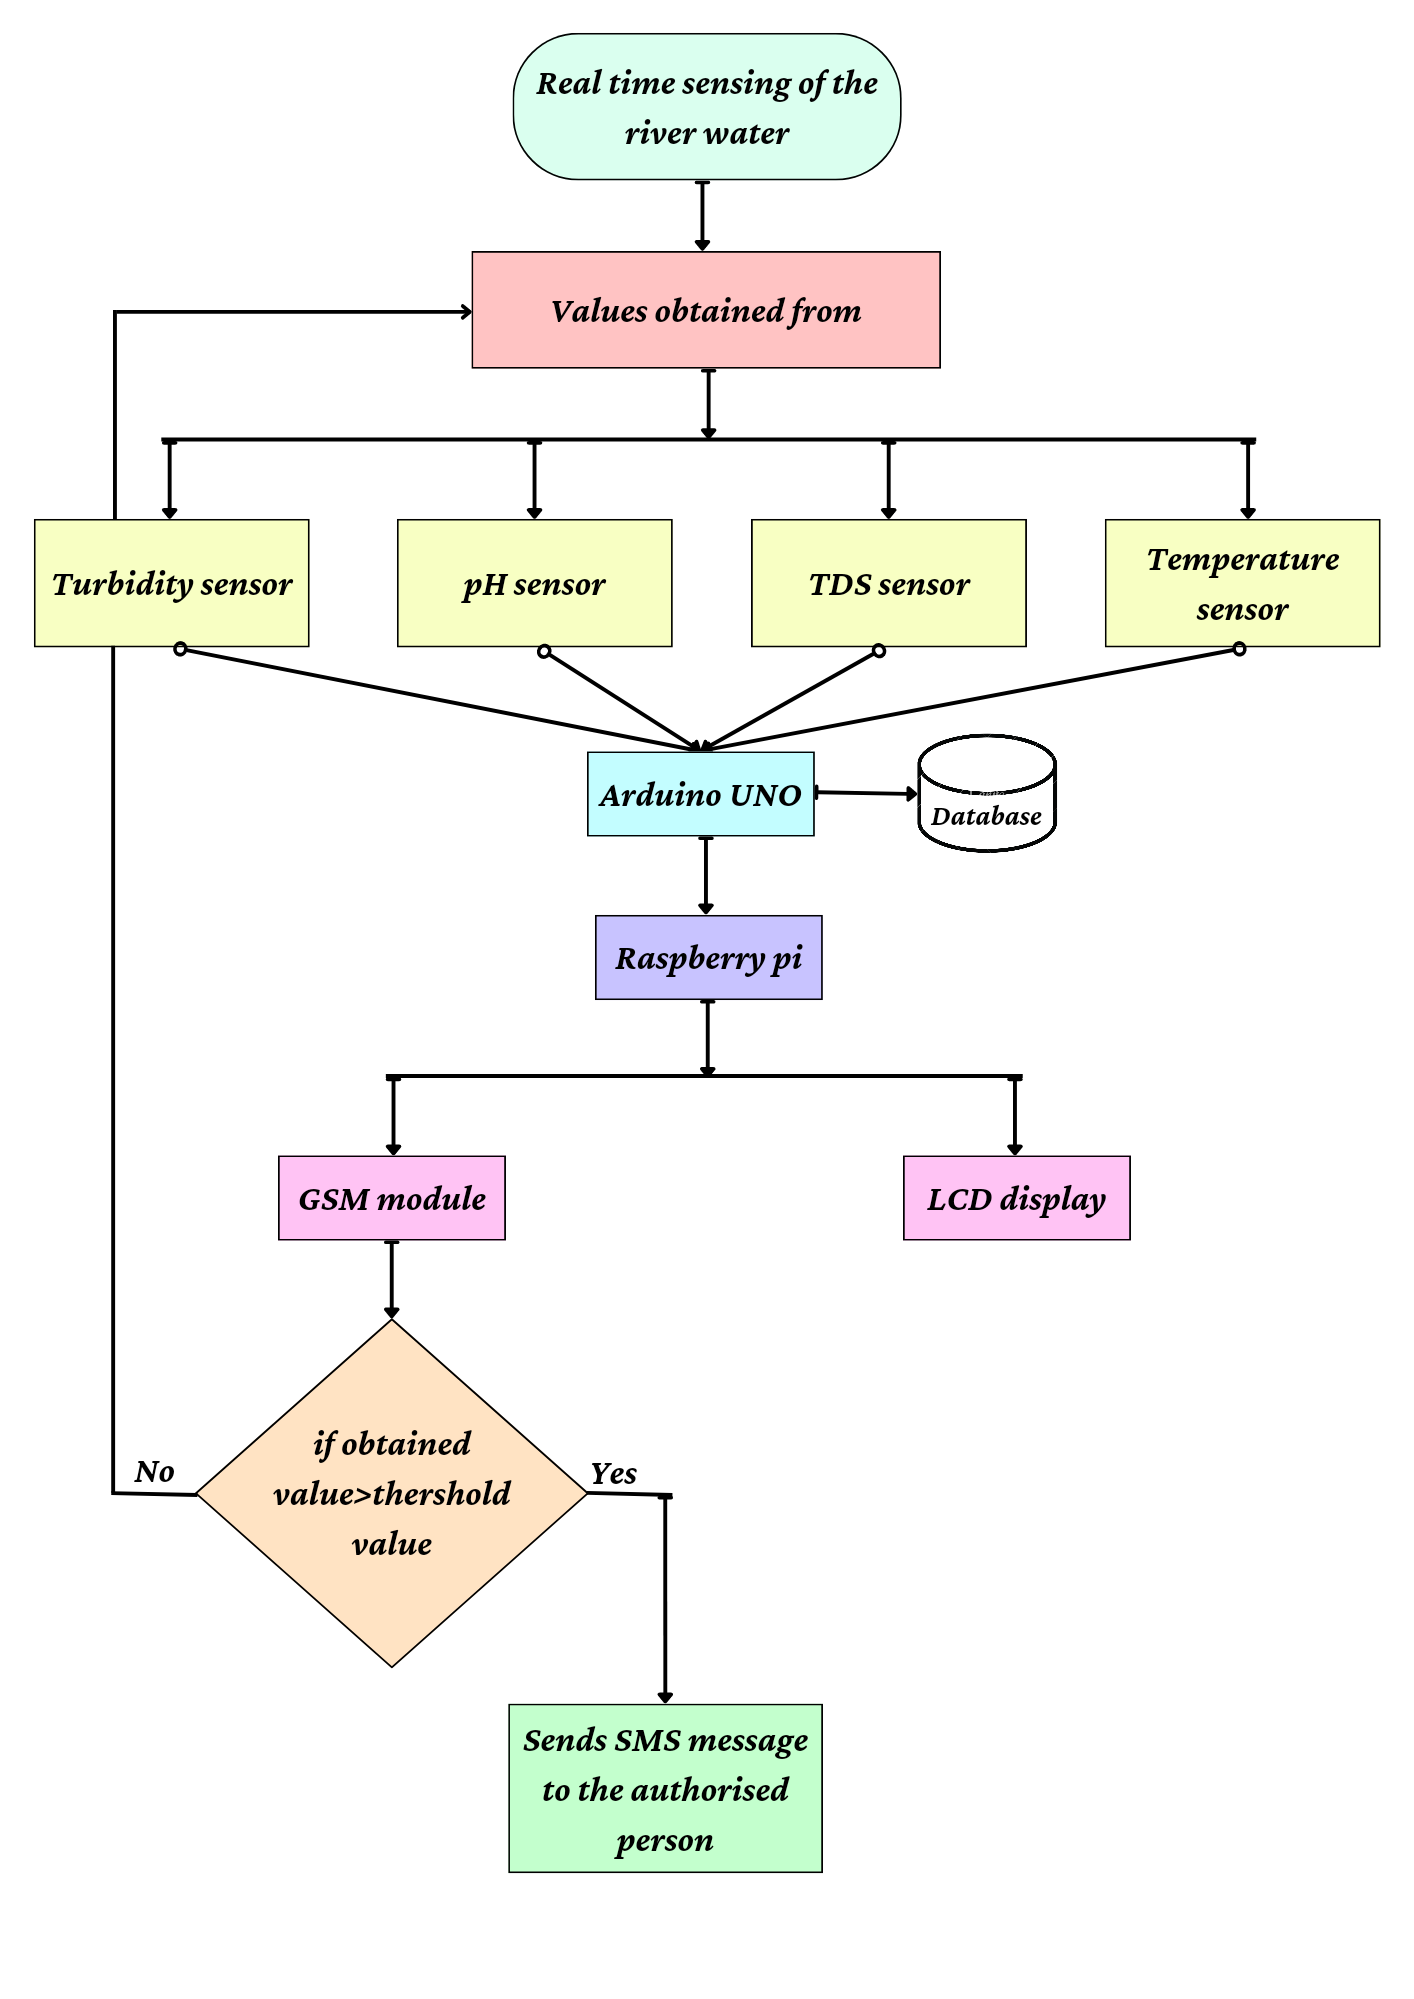 Real time sensing of the
river water
Values obtained from
Turbidity sensor
pH sensor
TDS sensor
Temperature
sensor
Arduino UNO
Database
Raspberry pi
GSM module
LCD display
if obtained
value>thershold
value
No
Yes
Sends SMS message
to the authorised
person